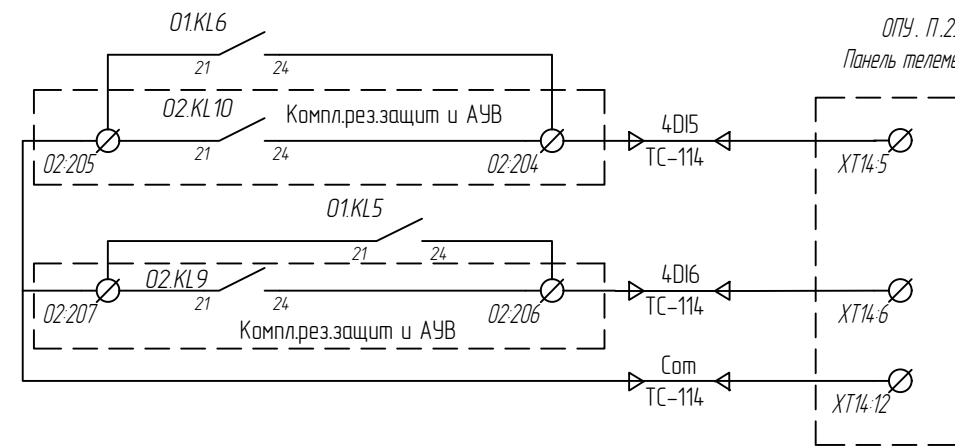 01.KL6
ОПУ. П.2
Панель телеме
21 24
02.KL10
Компл.рез.защит и АУВ
21 24
02:205
02:204
4DI5
ТС-114
XT14:5
01.KL5
21 24
02.KL9
21 24
02:207
02:206
Компл.рез.защит и АУВ
4DI6
ТС-114
XT14:6
Com
ТС-114
XT14:12